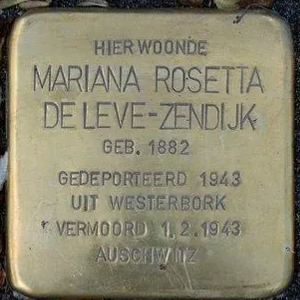 HIER WOONDE
MARIANA ROSETTA
DE LEVE-ZENDIJK
GEB. 1882
GEDEPORTEERD 1943
UIT WESTERBORK
VERMOORD 1.2.1943
AUSCHWITZ